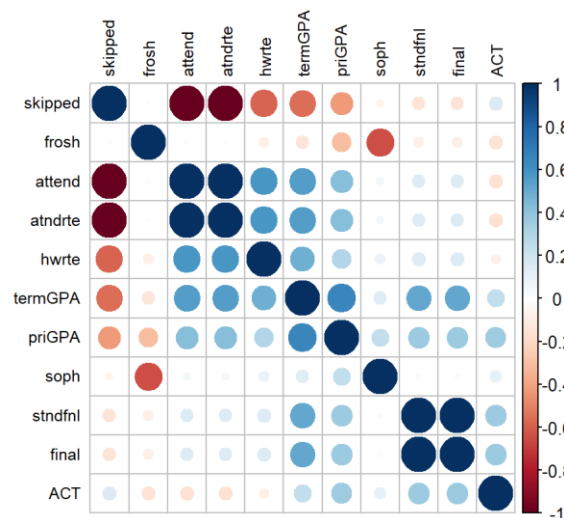 skipped frosh attend atndrte hwrte termGPA priGPA soph stndfnl final ACT
skipped
frosh
attend
atndrte
hwrte
termGPA
priGPA
soph
stndfnl
final
ACT
1
0.8
0.6
0.4
0.2
0
-0.2
-0.4
-0.6
-0.8
-1